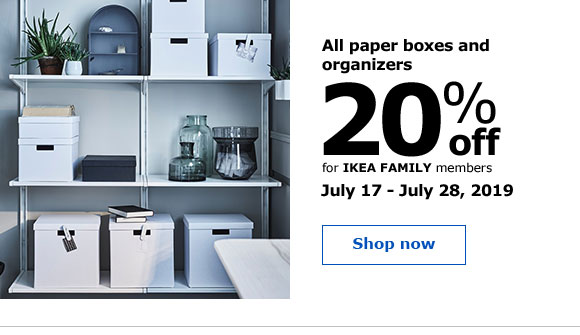 All paper boxes and
organizers
20%
off
for IKEA FAMILY members
July 17 - July 28, 2019
Shop now